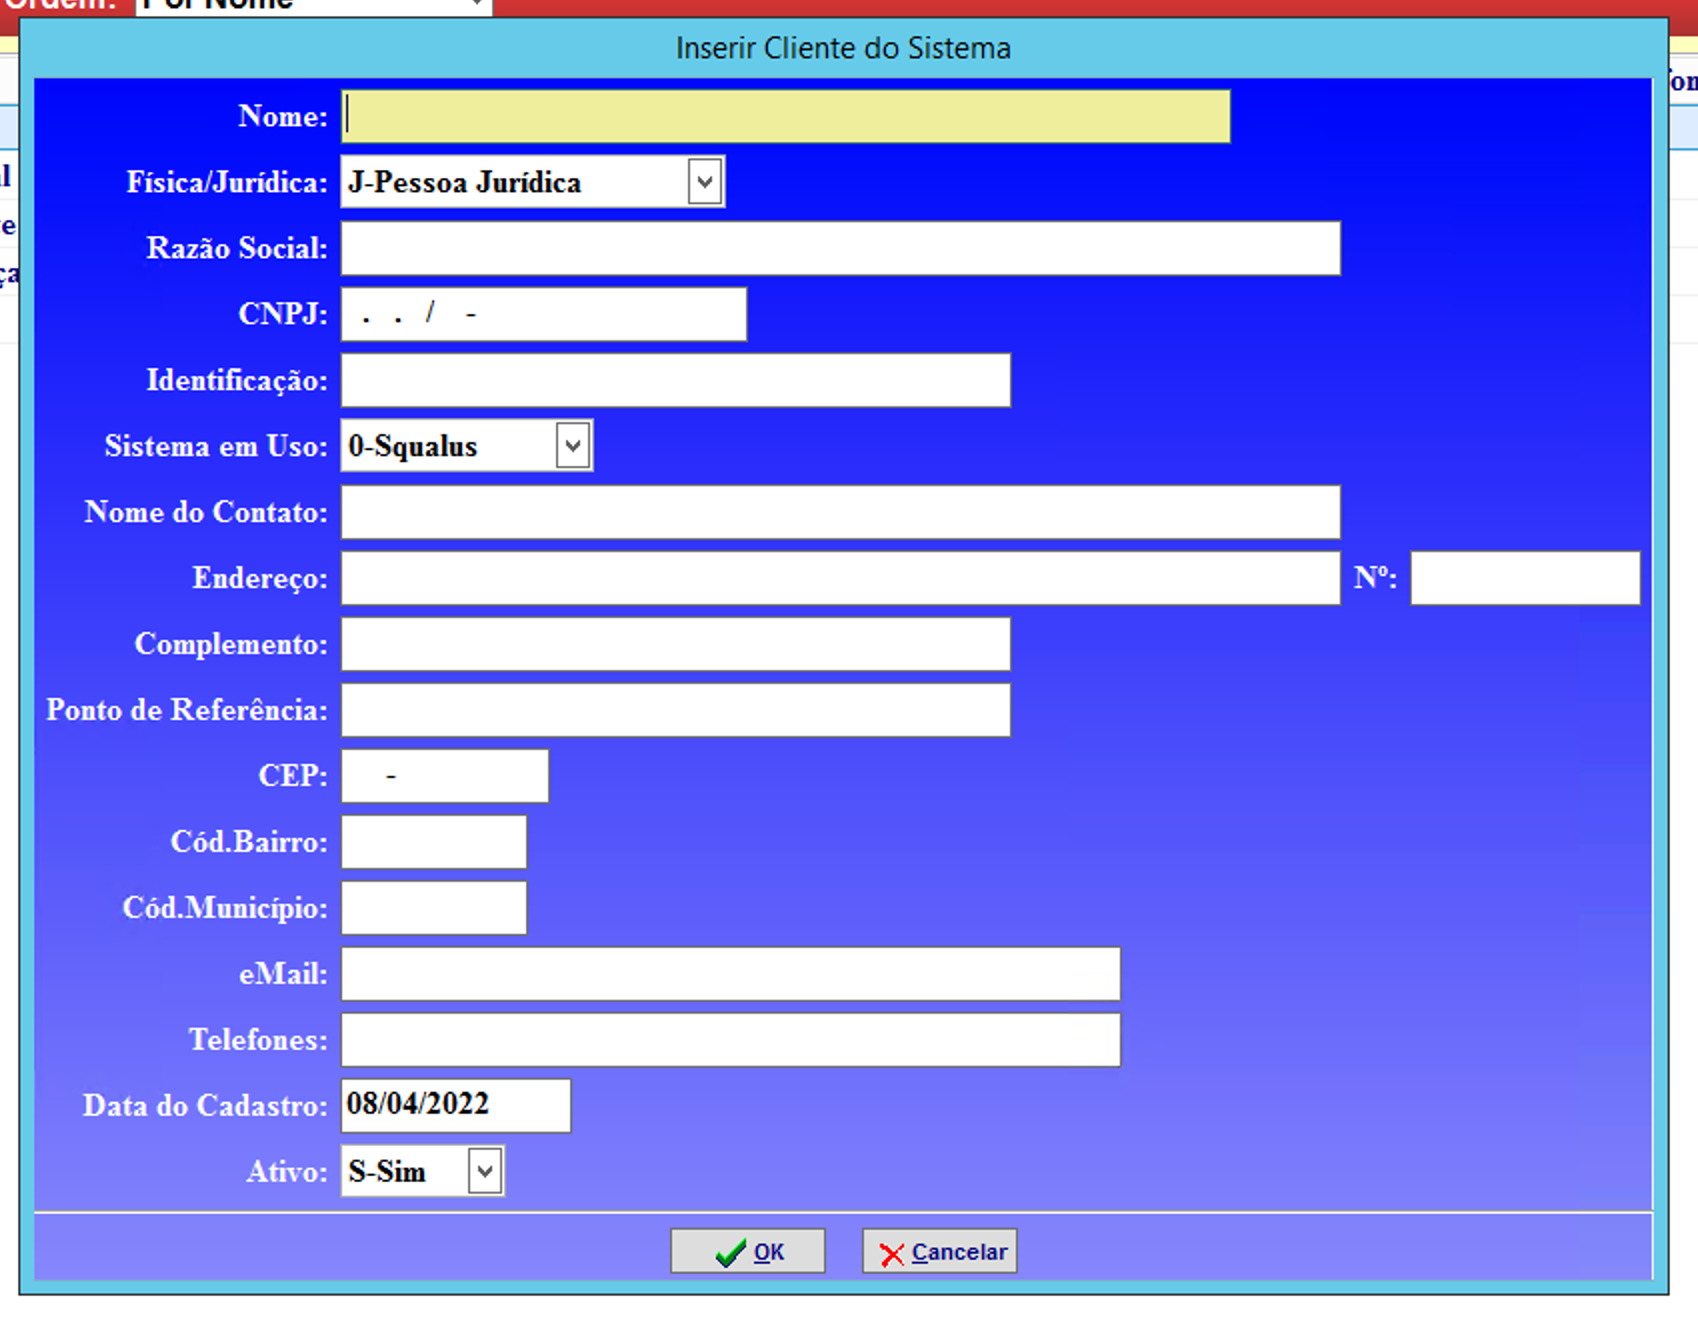 Ordem: Por Nome
Inserir Cliente do Sistema
Nome:
Física/Jurídica: J-Pessoa Jurídica
Razão Social:
CNPJ: . . / -
Identificação:
Sistema em Uso: 0-Squalus
Nome do Contato:
Endereço: Nº:
Complemento:
Ponto de Referência:
CEP: -
Cód.Bairro:
Cód.Município:
eMail:
Telefones:
Data do Cadastro: 08/04/2022
Ativo: S-Sim
OK Cancelar